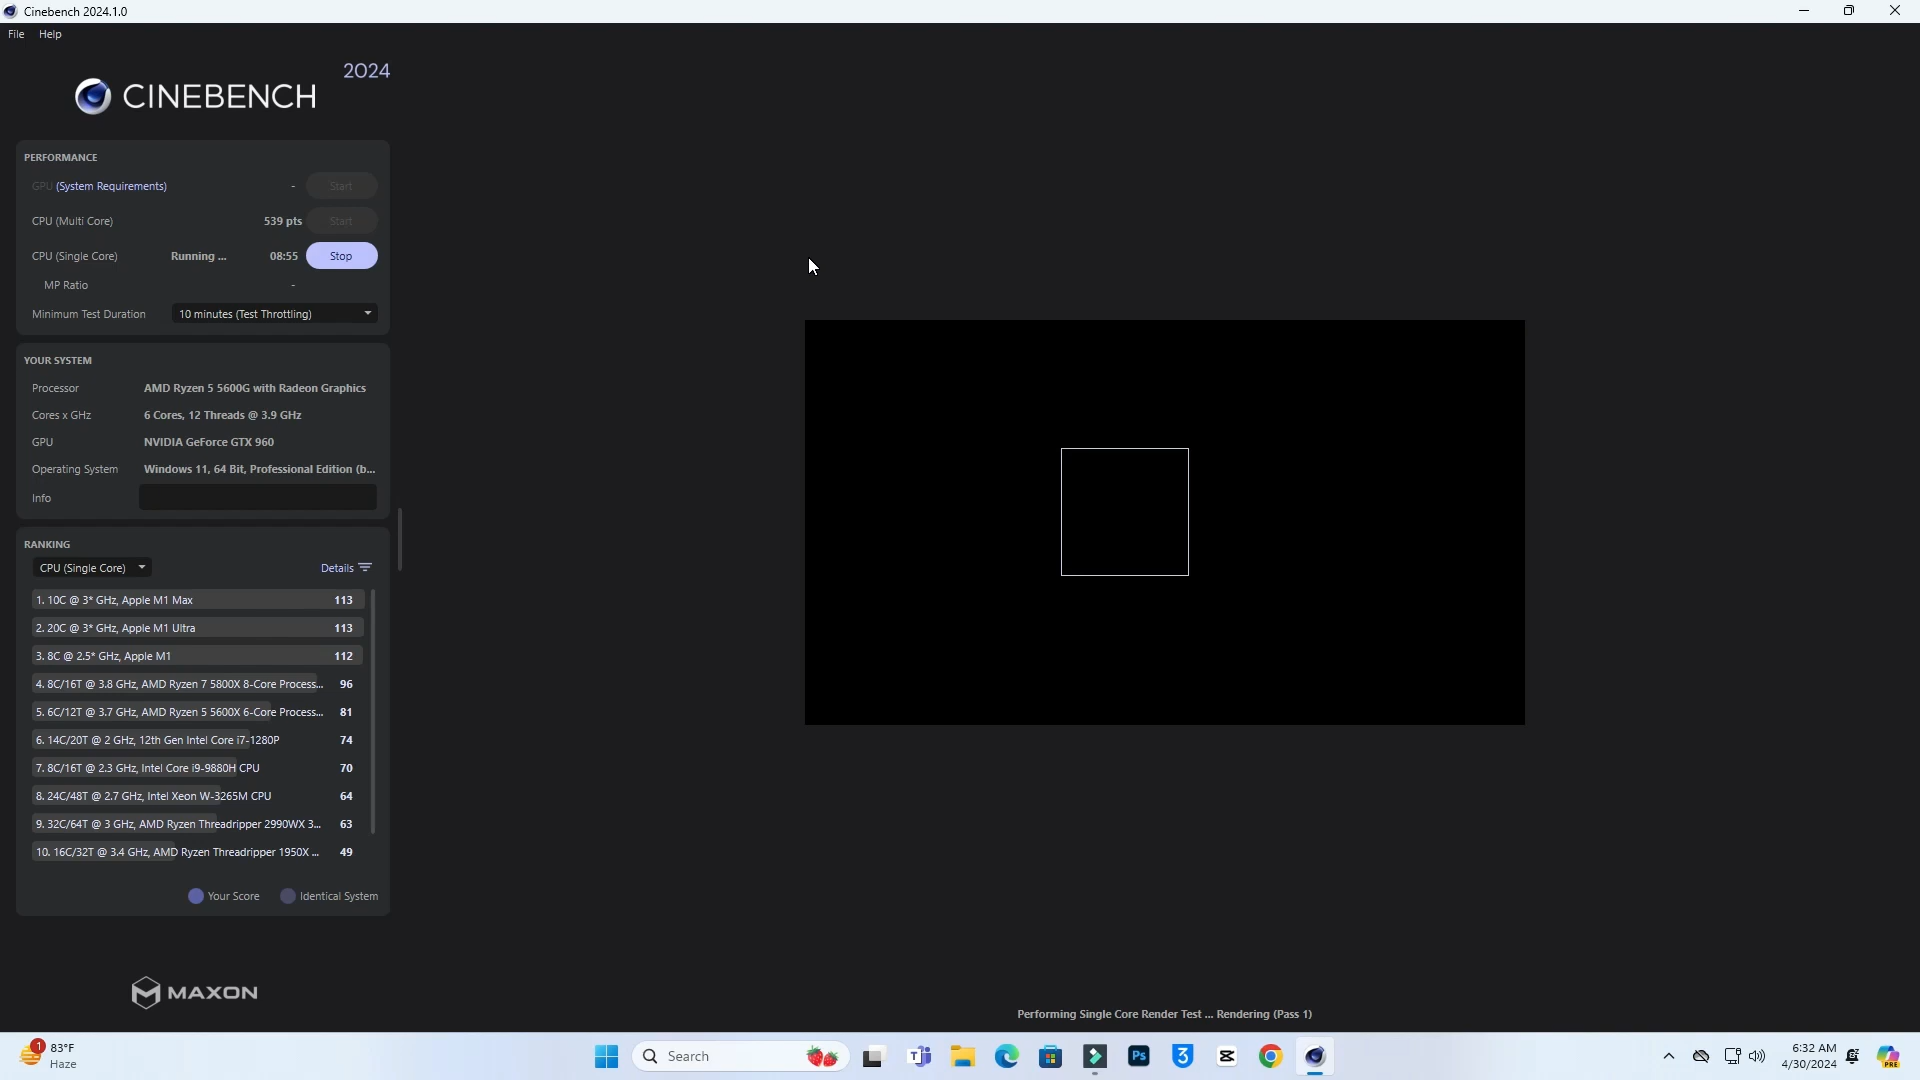 Cinebench 2024.1.0
File Help
2024
CINEBENCH
PERFORMANCE
GPU (System Requirements) - Start
CPU (Multi Core) 539 pts Start
CPU (Single Core) Running ... 08:55 Stop
MP Ratio -
Minimum Test Duration 10 minutes (Test Throttling)
YOUR SYSTEM
Processor AMD Ryzen 5 5600G with Radeon Graphics
Cores x GHz 6 Cores, 12 Threads @ 3.9 GHz
GPU NVIDIA GeForce GTX 960
Operating System Windows 11, 64 Bit, Professional Edition (b...
Info
RANKING
CPU (Single Core) Details
1. 10C @ 3* GHz, Apple M1 Max 113
2. 20C @ 3* GHz, Apple M1 Ultra 113
3. 8C @ 2.5* GHz, Apple M1 112
4. 8C/16T @ 3.8 GHz, AMD Ryzen 7 5800X 8-Core Process... 96
5. 6C/12T @ 3.7 GHz, AMD Ryzen 5 5600X 6-Core Process... 81
6. 14C/20T @ 2 GHz, 12th Gen Intel Core i7-1280P 74
7. 8C/16T @ 2.3 GHz, Intel Core i9-9880H CPU 70
8. 24C/48T @ 2.7 GHz, Intel Xeon W-3265M CPU 64
9. 32C/64T @ 3 GHz, AMD Ryzen Threadripper 2990WX 3... 63
10. 16C/32T @ 3.4 GHz, AMD Ryzen Threadripper 1950X ... 49
Your Score Identical System
MAXON
Performing Single Core Render Test ... Rendering (Pass 1)
1 83°F
Haze
Search
T
Ps
3
PRE
6:32 AM
4/30/2024